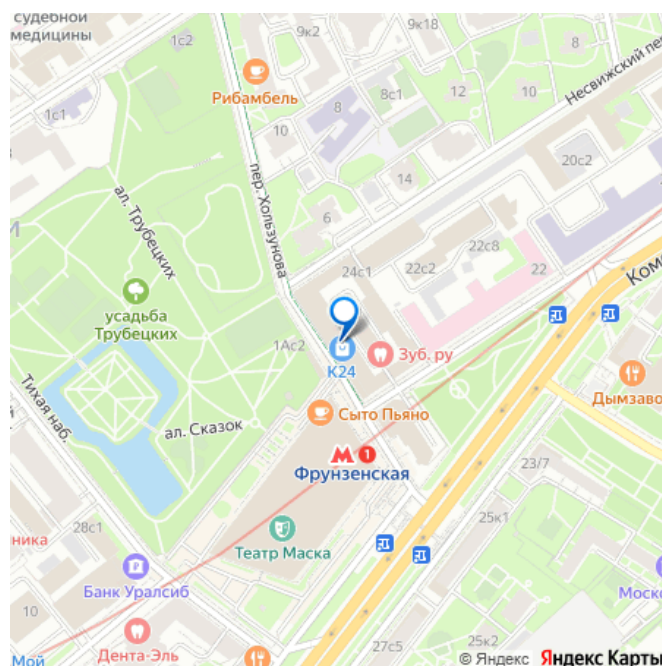 судебной
медицины
1с2
9к2
9к18
8
Рибамбель
1с1
10
8
8с1
12
10
Несвижский пер
20с2
пер. Хользунова
14
6
ал. Трубецких
24с1
22с2
22с8
22
Комс
усадьба
Трубецких
1Ас2
Зуб. ру
К24
Тихая наб.
ал. Сказок
Сыто Пьяно
Дымзаво
М 1
Фрунзенская
23/7
25к1
28с1
ника
Театр Маска
Банк Уралсиб
25к2
Моско
10
Мой
Дента-Эль
27с5
© Яндекс Яндекс Карты